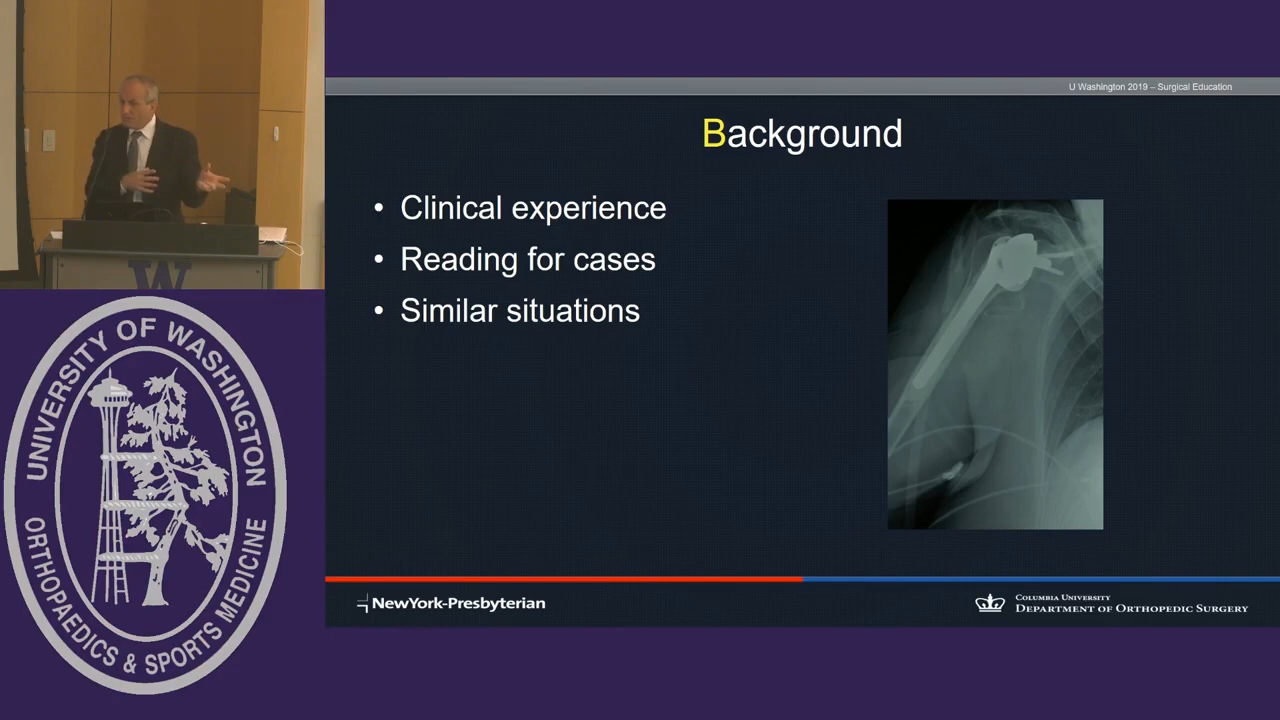 U Washington 2019 – Surgical Education
Background
• Clinical experience
• Reading for cases
• Similar situations
NewYork-Presbyterian
COLUMBIA UNIVERSITY
DEPARTMENT OF ORTHOPEDIC SURGERY
W
UNIVERSITY OF WASHINGTON
ORTHOPAEDICS & SPORTS MEDICINE